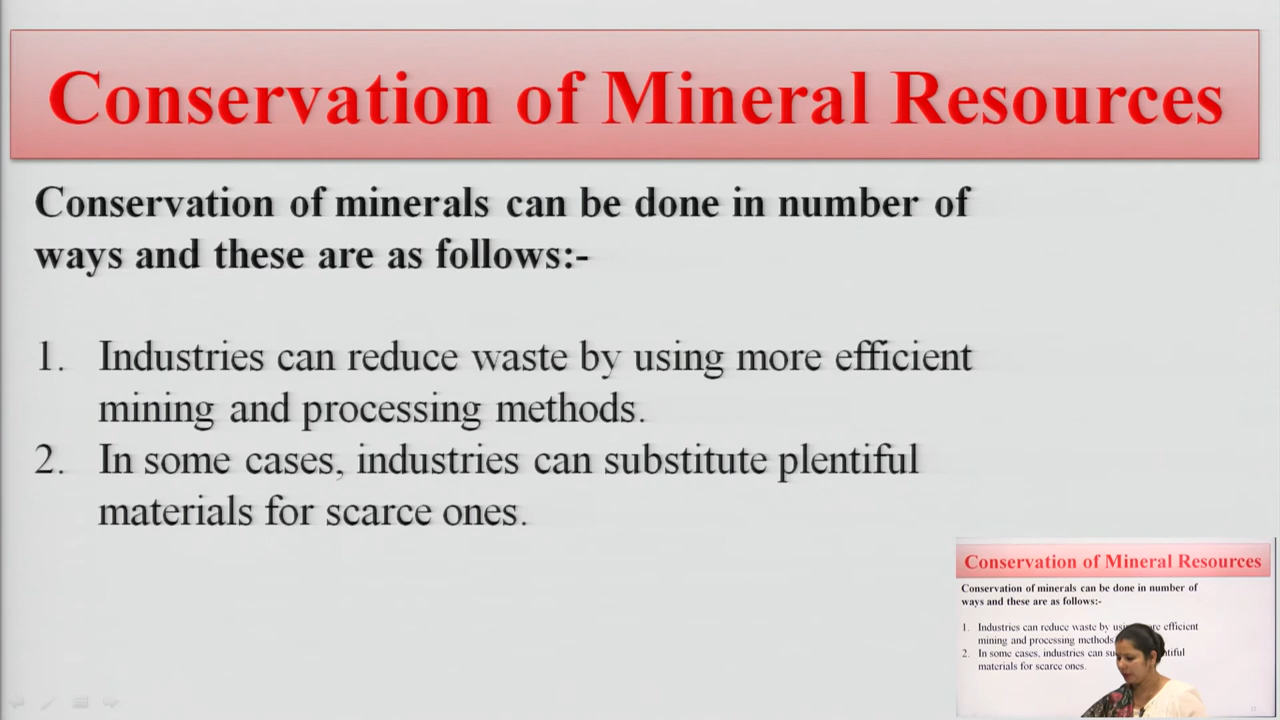 Conservation of Mineral Resources
Conservation of minerals can be done in number of
ways and these are as follows:-
1. Industries can reduce waste by using more efficient
mining and processing methods.
2. In some cases, industries can substitute plentiful
materials for scarce ones.
Conservation of Mineral Resources
Conservation of minerals can be done in number of
ways and these are as follows:-
1. Industries can reduce waste by efficient
mining and processing methods
2. In some cases, industries can
materials for scarce ones.